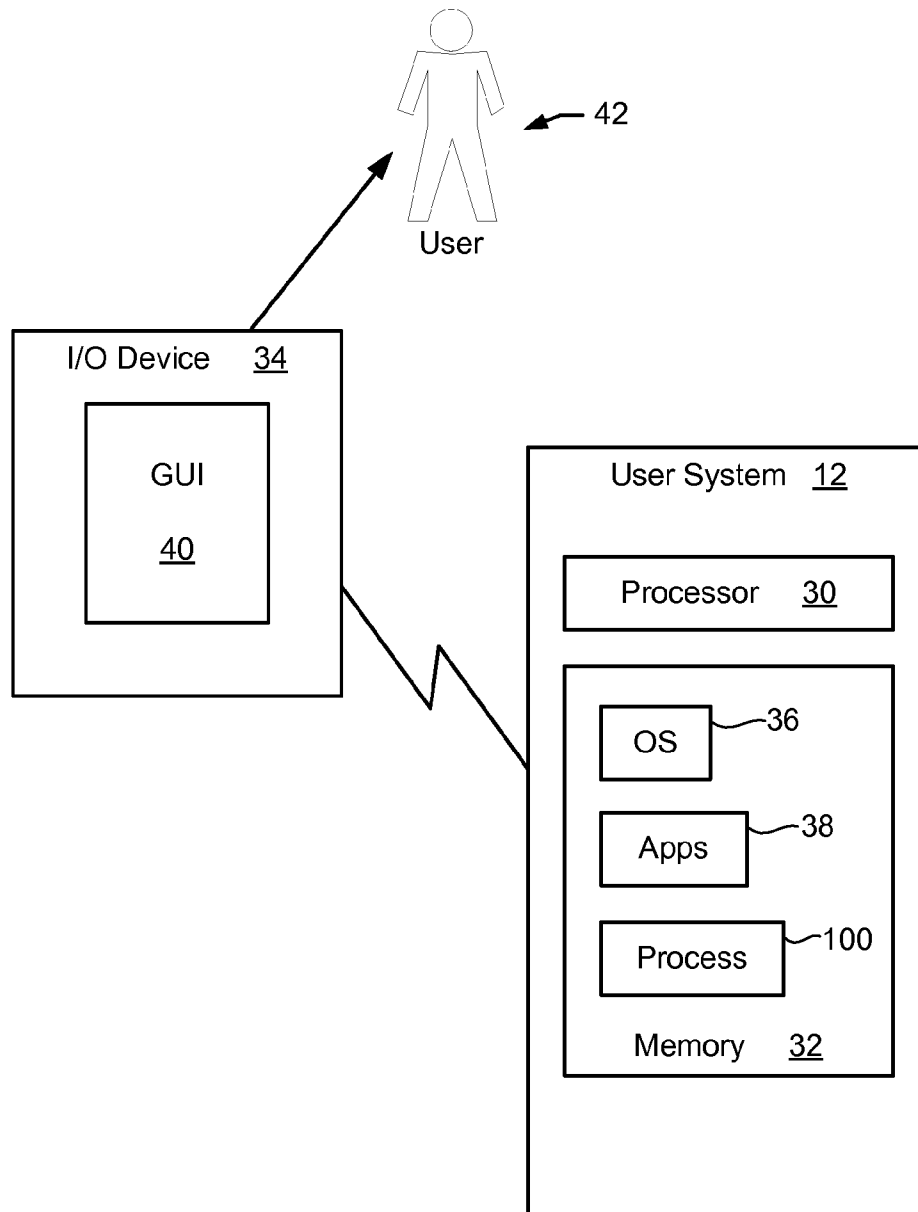 42
User
I/O Device 34
GUI
40
User System 12
Processor 30
OS
36
Apps
38
Process
100
Memory 32